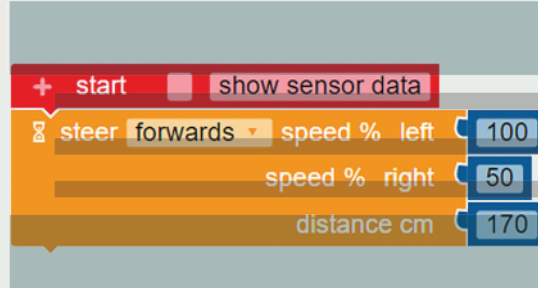 + start show sensor data
steer forwards speed % left 100
speed % right 50
distance cm 170